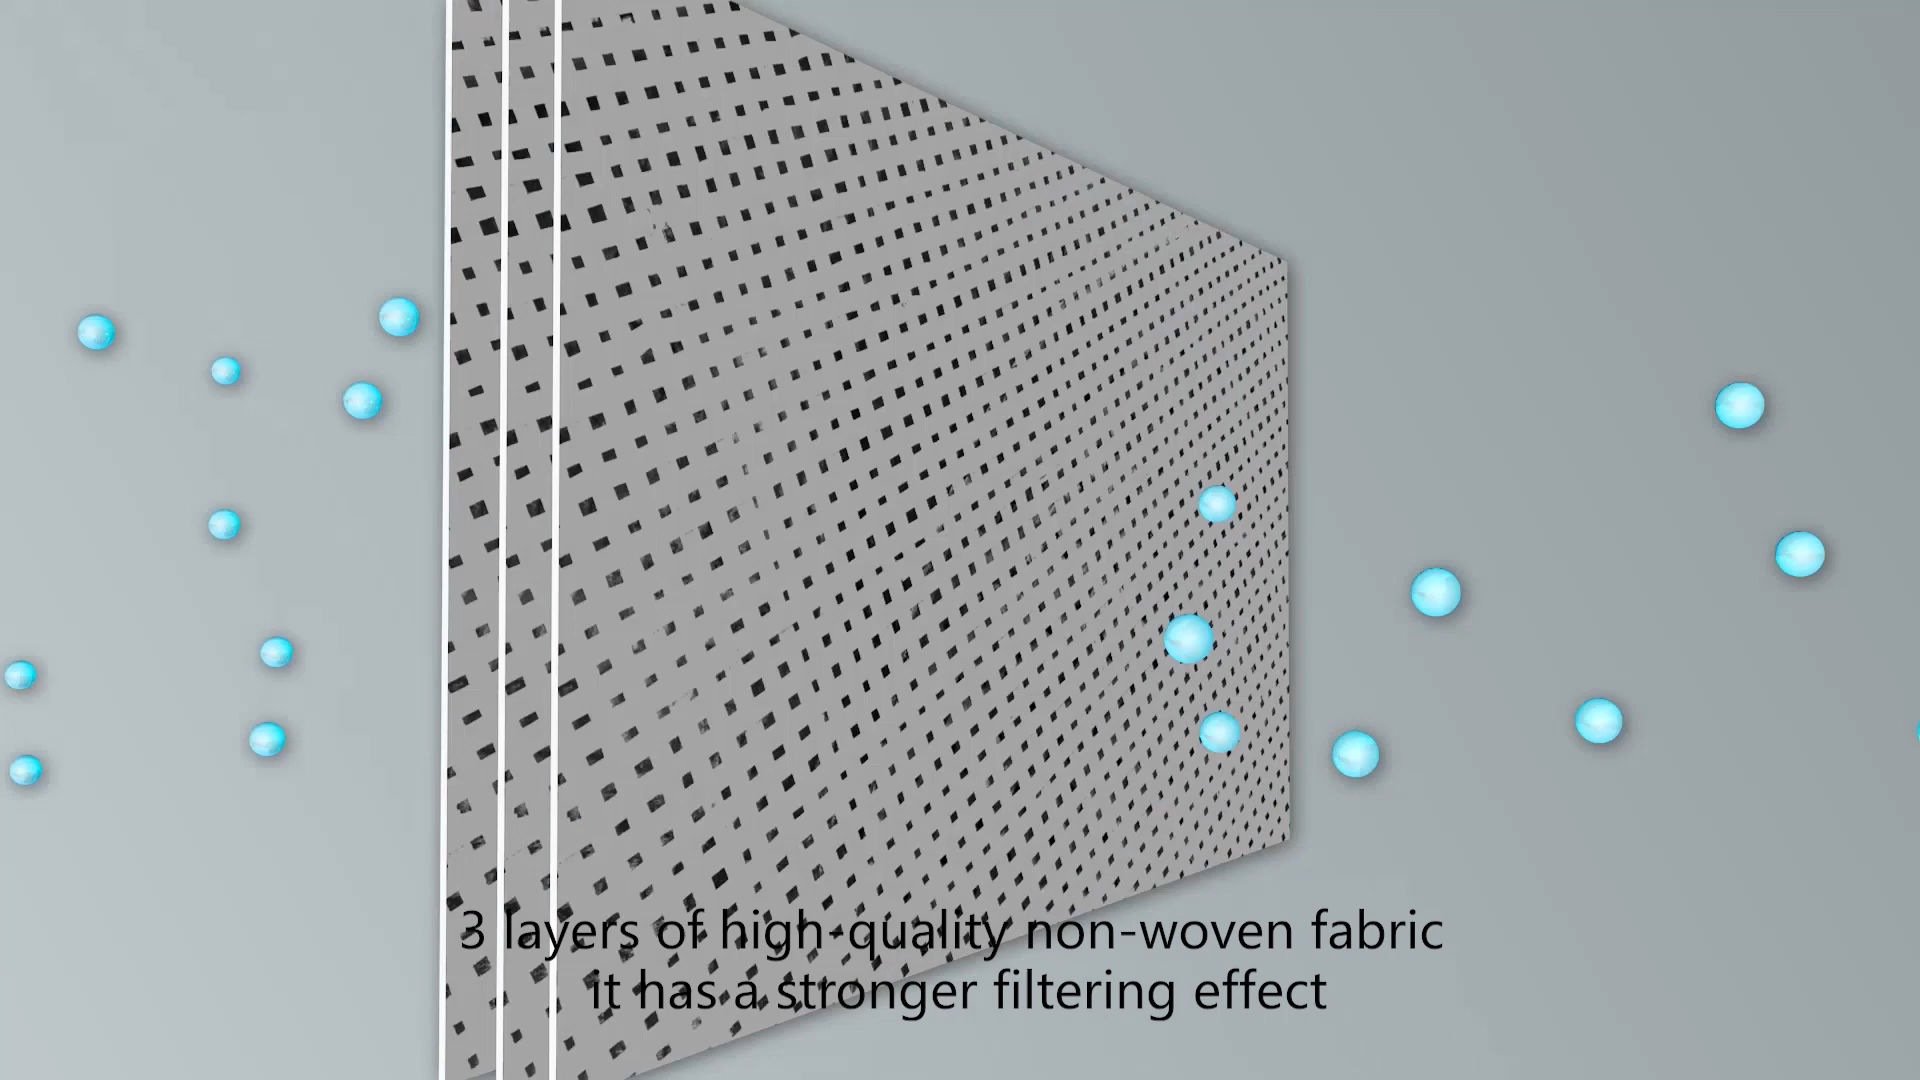 3 layers of high-quality non-woven fabric
it has a stronger filtering effect